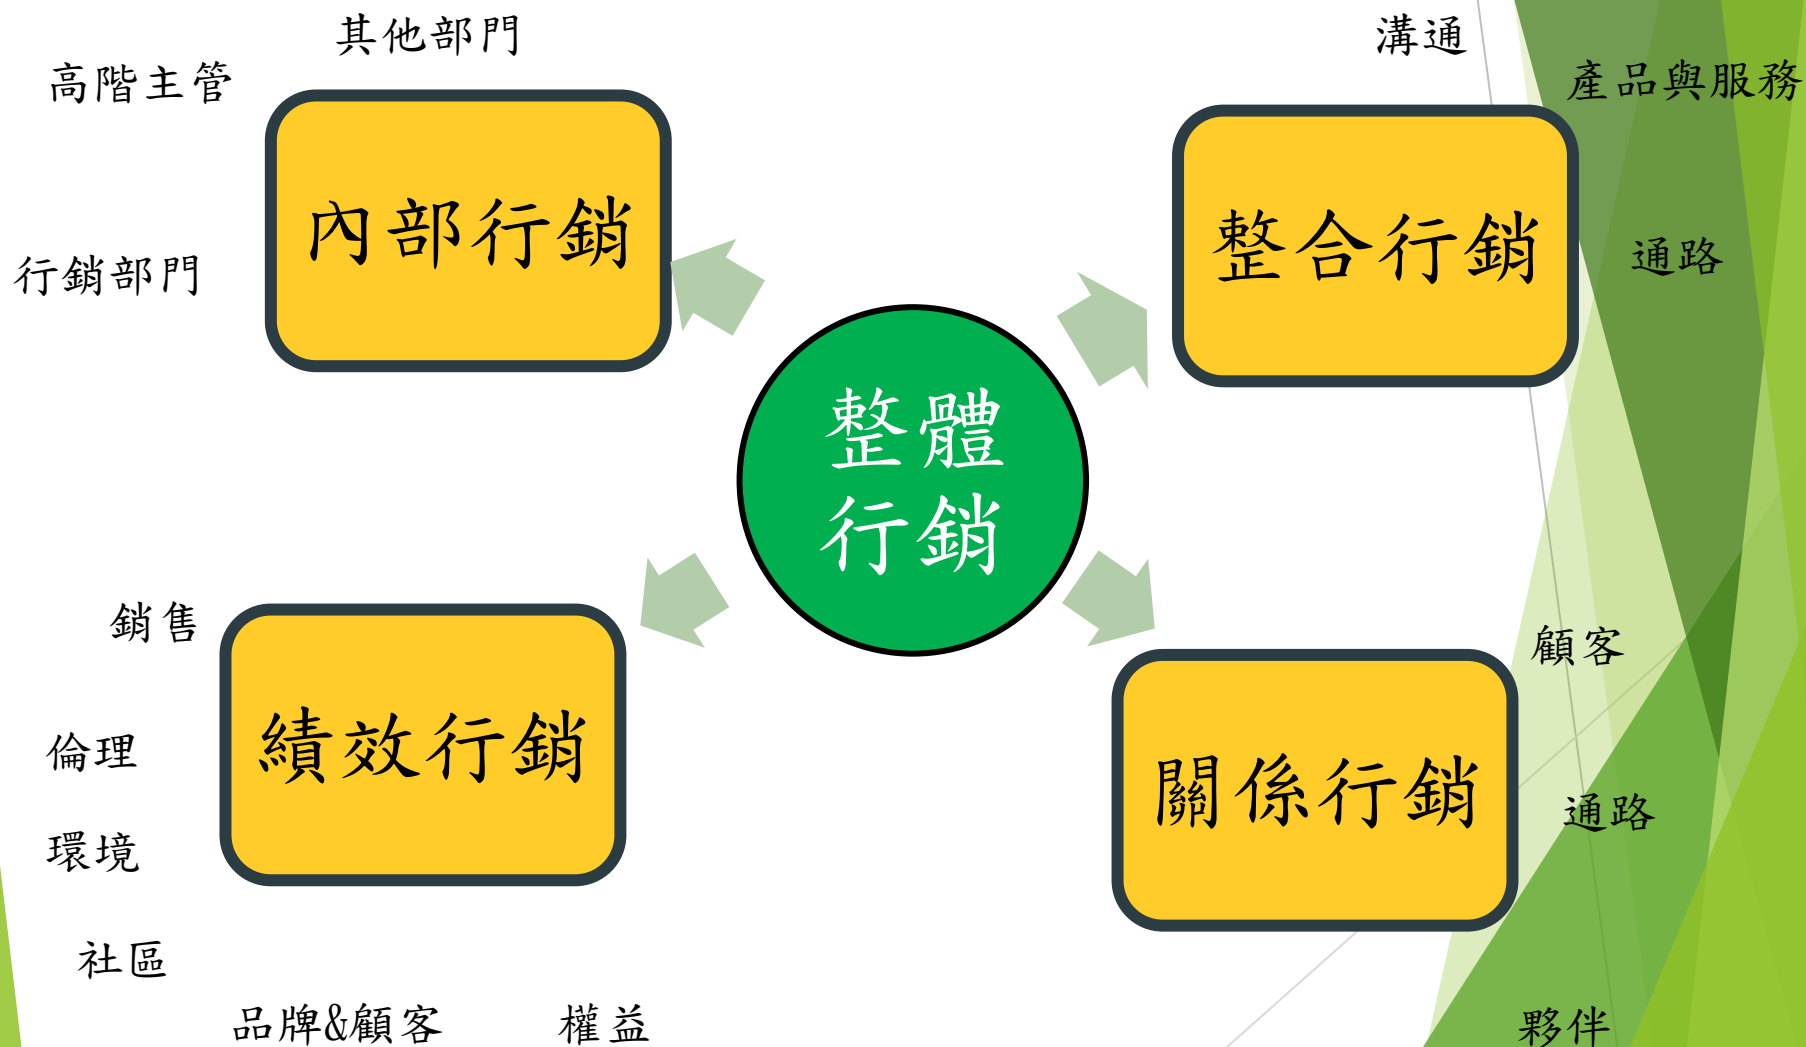 其他部門
高階主管
行銷部門
內部行銷
溝通
產品與服務
通路
整合行銷
整體
行銷
銷售
倫理
環境
社區
品牌&顧客 權益
績效行銷
顧客
通路
夥伴
關係行銷